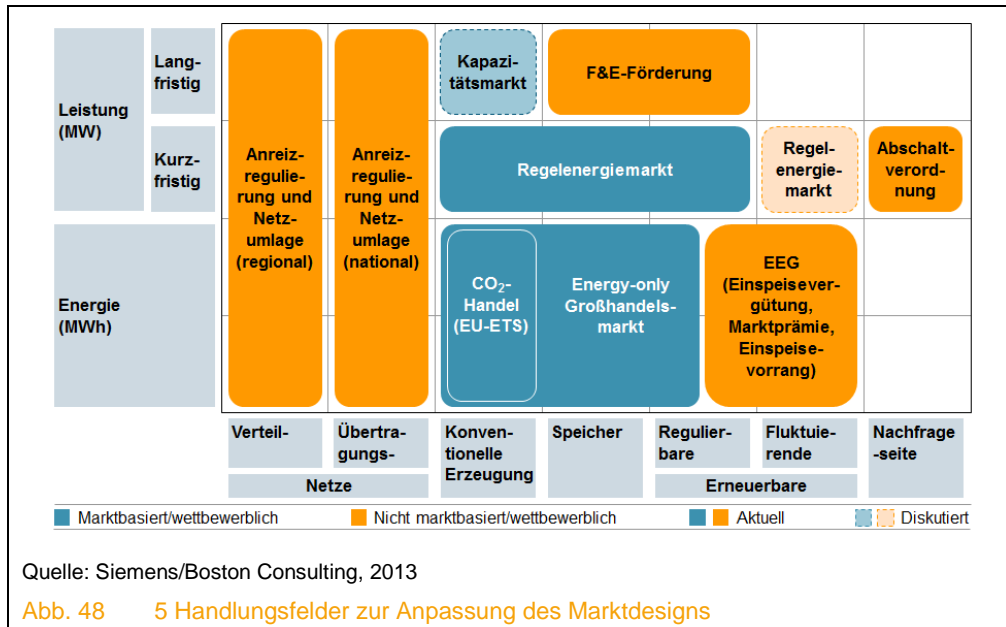 Leistung
(MW)
Lang-
fristig
Kurz-
fristig
Energie
(MWh)
Anreiz-
regulie-
rung und
Netz-
umlage
(regional)
Anreiz-
regulie-
rung und
Netz-
umlage
(national)
Kapazi-
tätsmarkt
F&E-Förderung
Regelenergiemarkt
Regel-
energie-
markt
Abschalt-
verord-
nung
CO₂-
Handel
(EU-ETS)
Energy-only
Großhandels-
markt
EEG
(Einspeisever-
gütung,
Marktprämie,
Einspeise-
vorrang)
Verteil-
Übertra-
gungs-
Konven-
tionelle
Erzeugung
Speicher
Regulier-
bare
Fluktuie-
rende
Nachfrage
-seite
Netze
Erneuerbare
Marktbasiert/wettbewerblich
Nicht marktbasiert/wettbewerblich
Aktuell
Diskutiert
Quelle: Siemens/Boston Consulting, 2013
Abb. 48 5 Handlungsfelder zur Anpassung des Marktdesigns